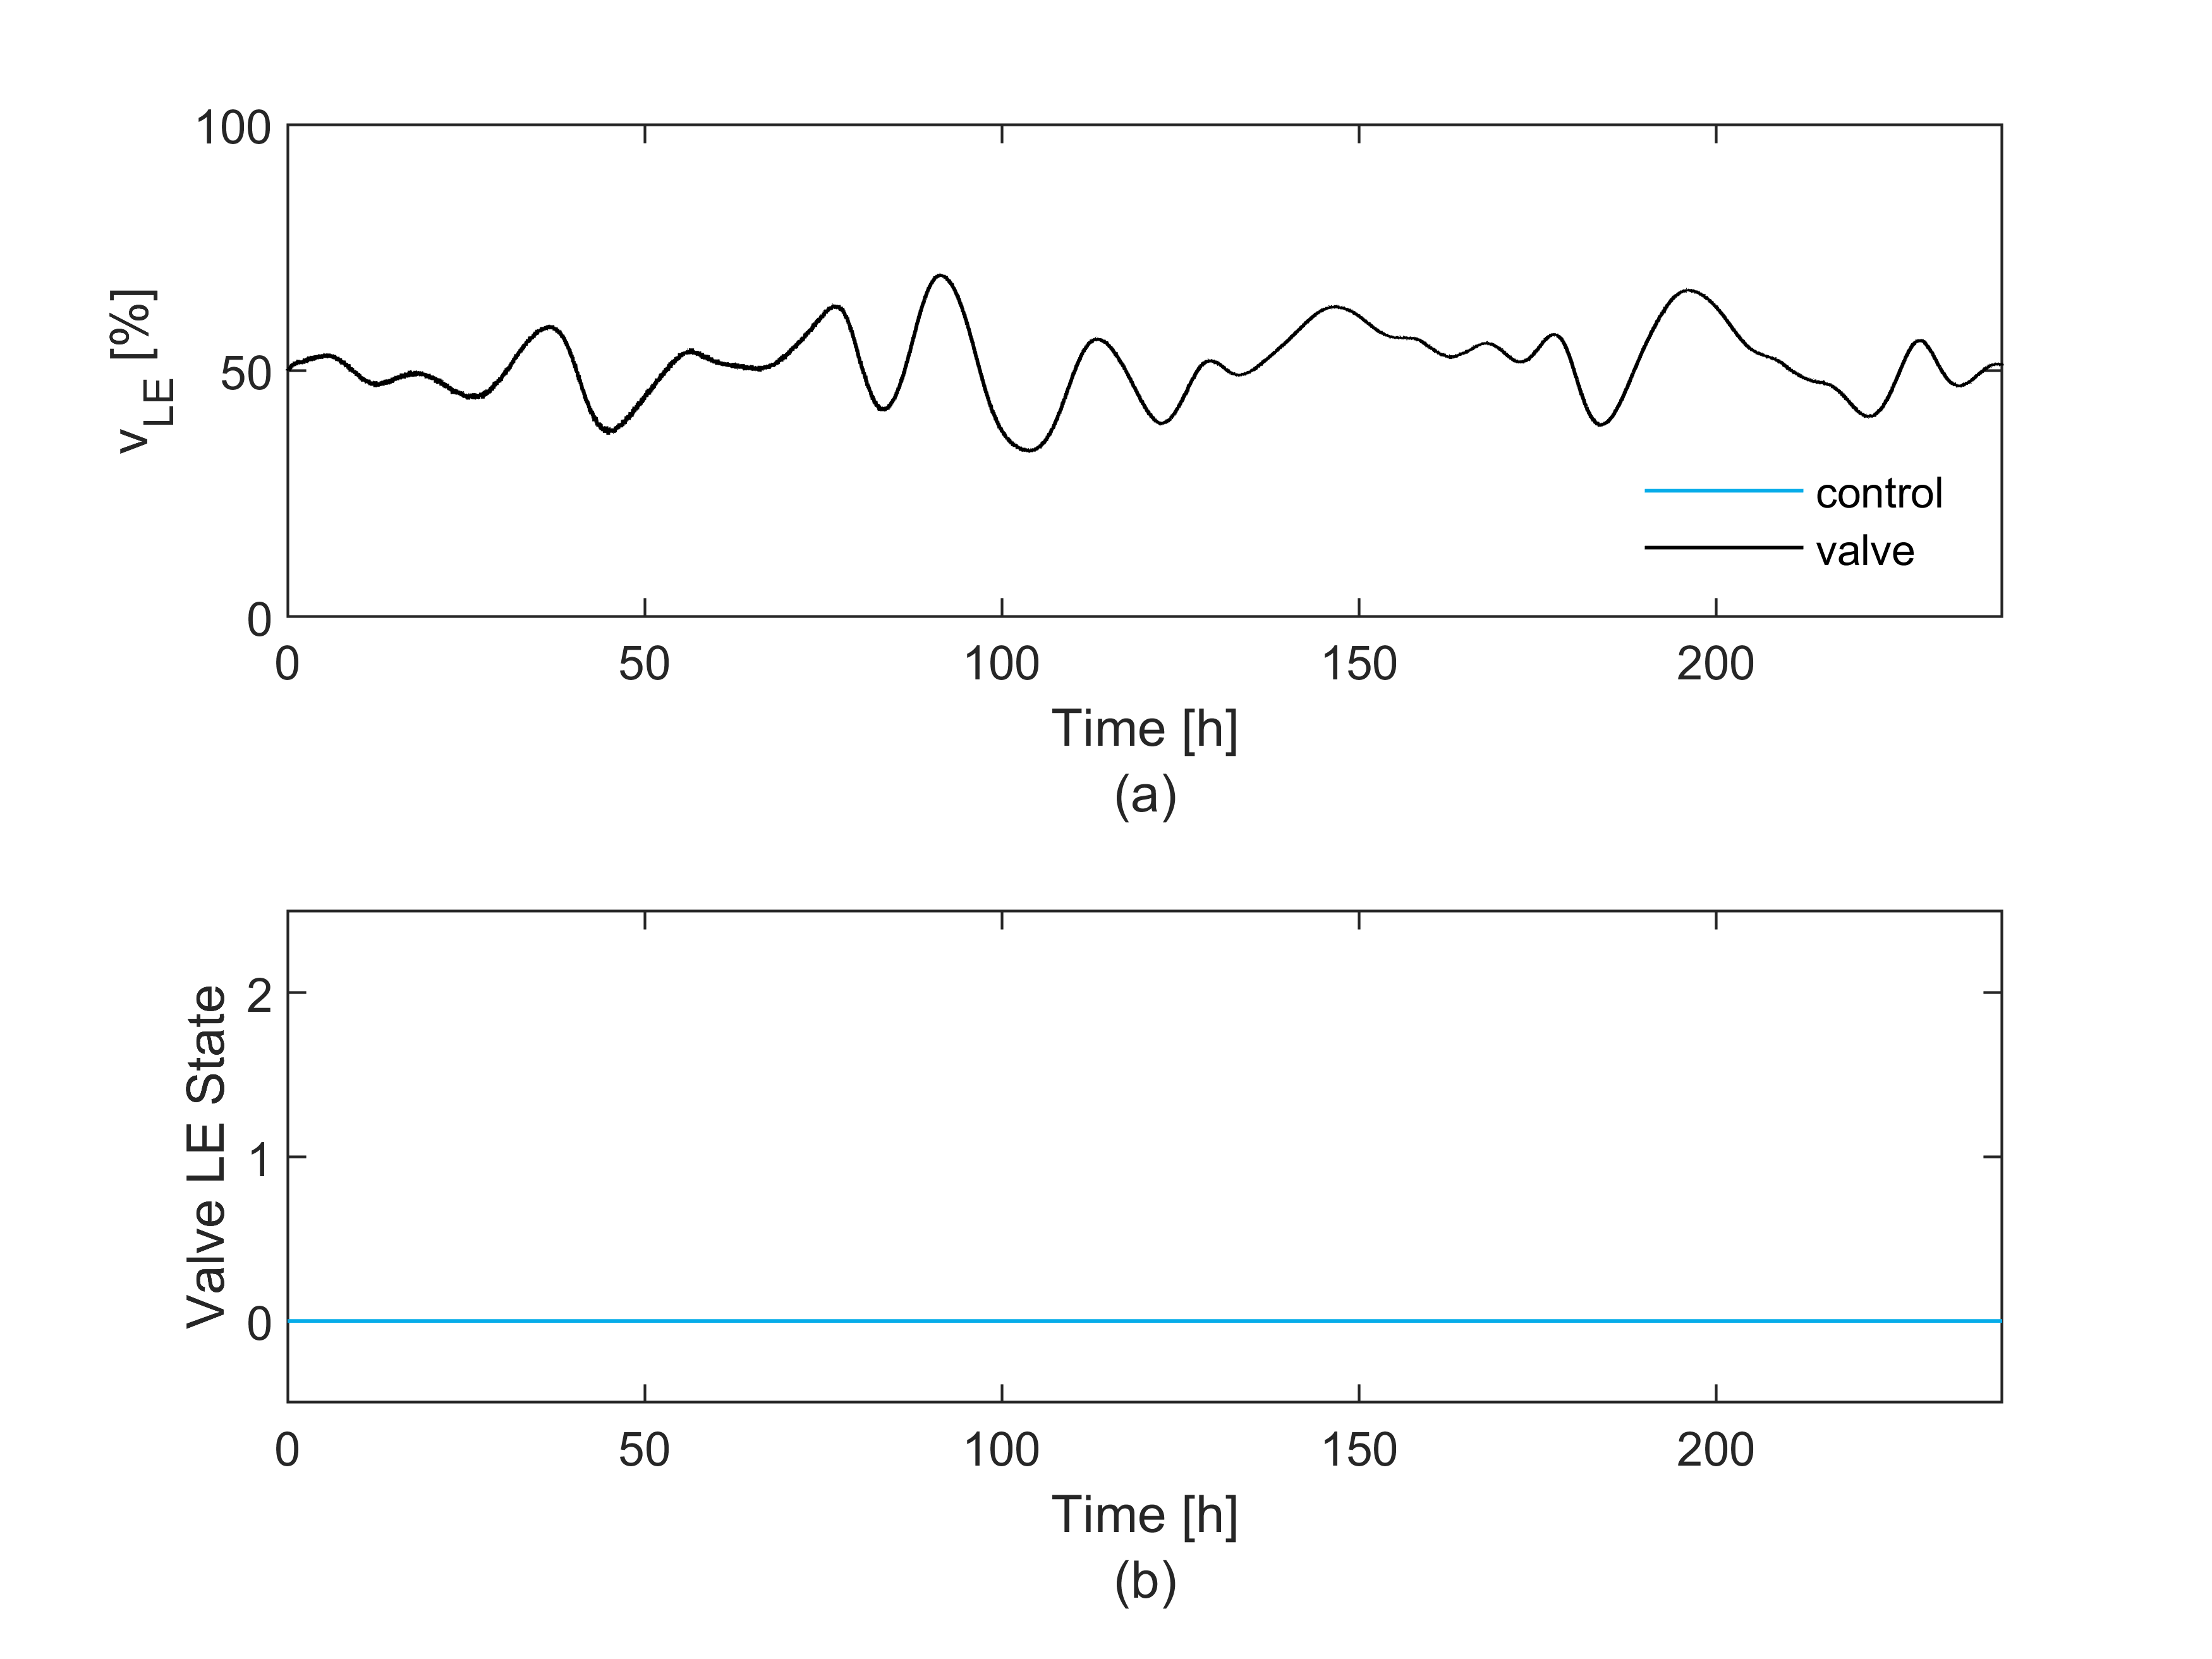 100
50
0
v_LE [%]
control
valve
0 50 100 150 200
Time [h]
(a)
2
1
0
Valve LE State
0 50 100 150 200
Time [h]
(b)